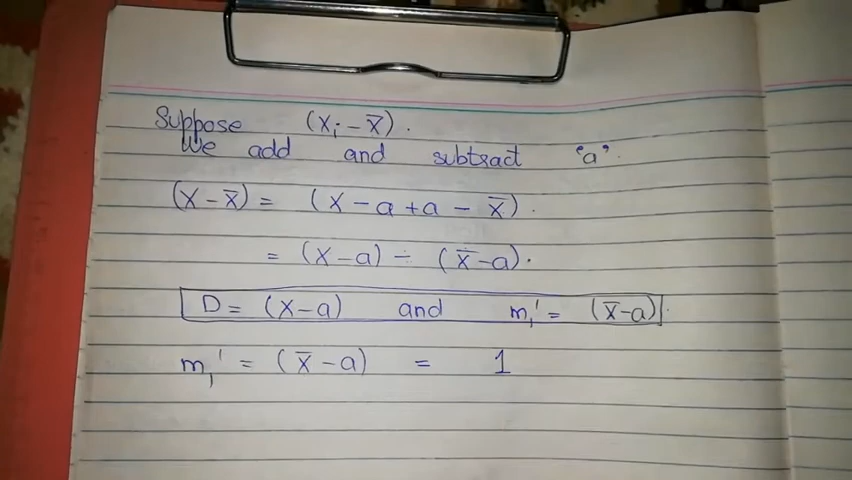 Suppose (Xi - X̄).
We add and subtract 'a'.
(X - X̄) = (X - a + a - X̄).
= (X - a) - (X̄ - a).
D = (X - a) and m₁' = (X̄ - a).
m₁' = (X̄ - a) = 1